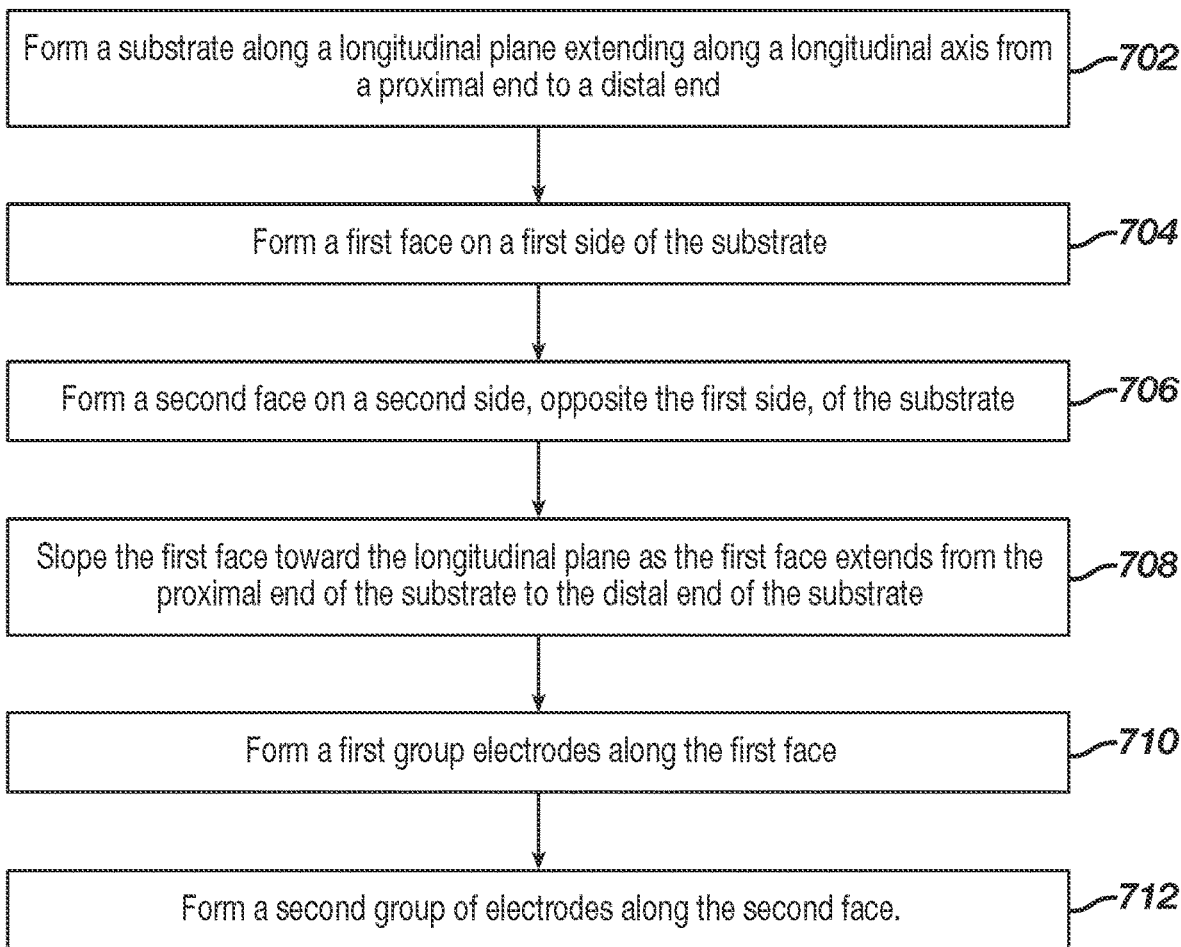 Form a substrate along a longitudinal plane extending along a longitudinal axis from
a proximal end to a distal end
702
Form a first face on a first side of the substrate
704
Form a second face on a second side, opposite the first side, of the substrate
706
Slope the first face toward the longitudinal plane as the first face extends from the
proximal end of the substrate to the distal end of the substrate
708
Form a first group electrodes along the first face
710
Form a second group of electrodes along the second face.
712